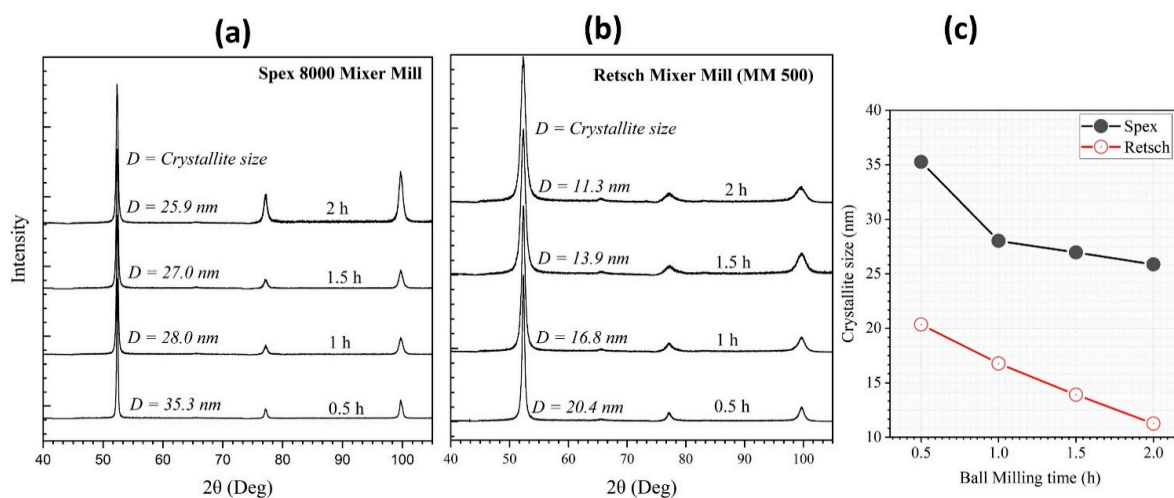 (a)
Spex 8000 Mixer Mill
D = Crystallite size
D = 25.9 nm
2 h
D = 27.0 nm
1.5 h
D = 28.0 nm
1 h
D = 35.3 nm
0.5 h
Intensity
40 50 60 70 80 90 100
2θ (Deg)
(b)
Retsch Mixer Mill (MM 500)
D = Crystallite size
D = 11.3 nm
2 h
D = 13.9 nm
1.5 h
D = 16.8 nm
1 h
D = 20.4 nm
0.5 h
40 50 60 70 80 90 100
2θ (Deg)
(c)
Spex
Retsch
40
35
30
25
20
15
10
Crystallite size (nm)
0.5 1.0 1.5 2.0
Ball Milling time (h)